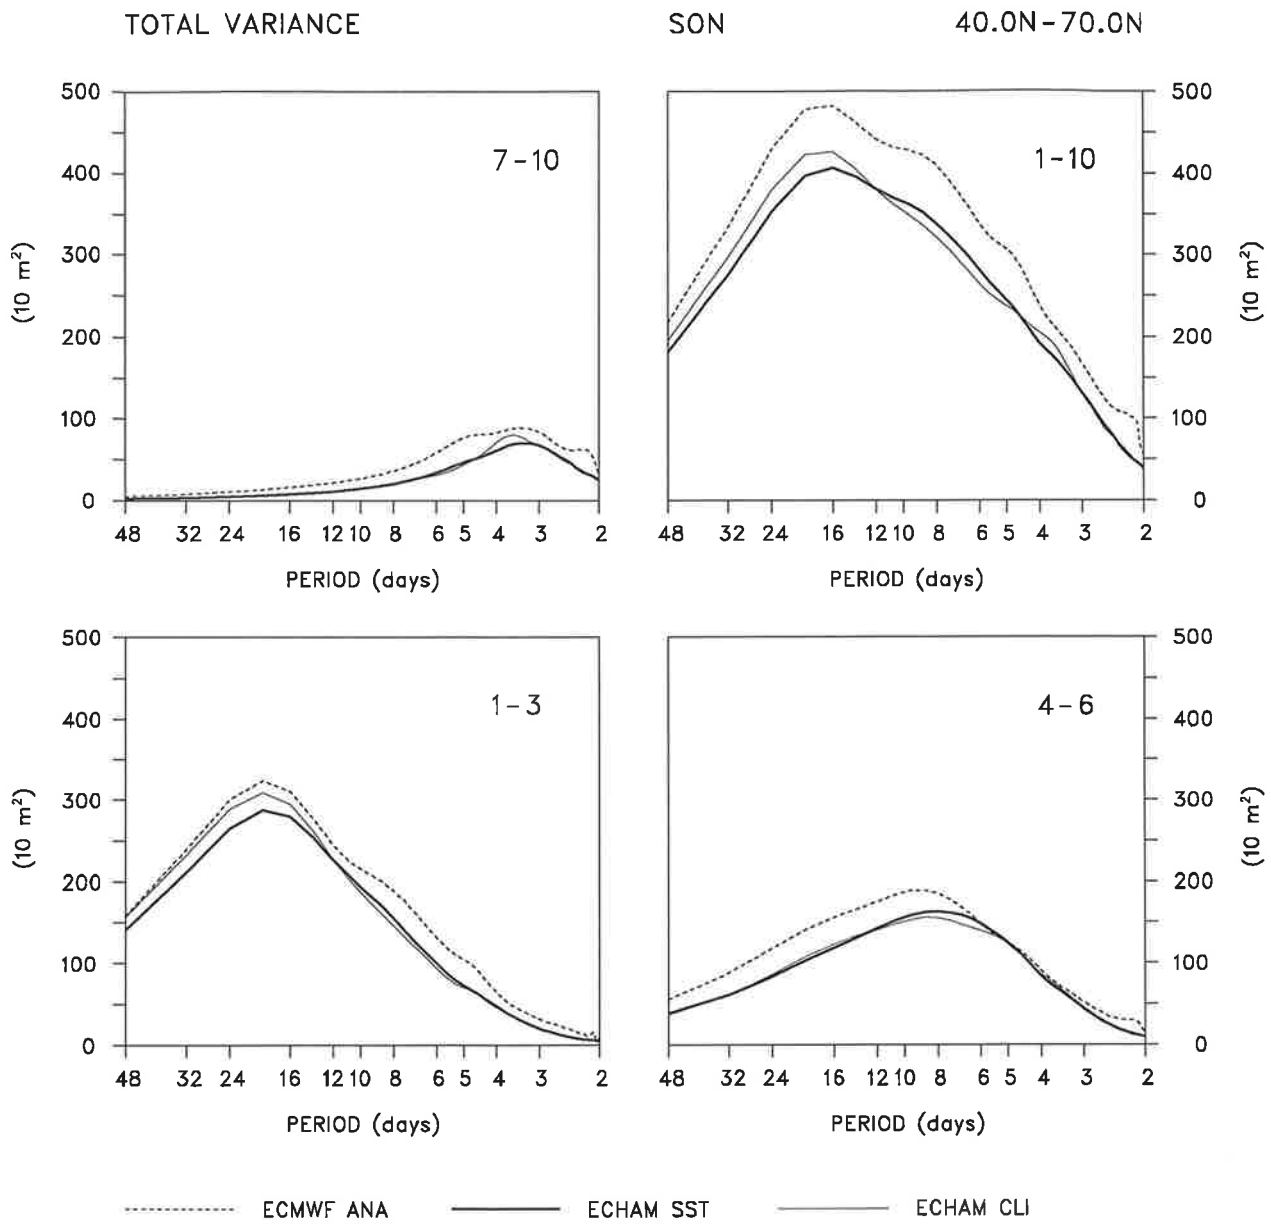 TOTAL VARIANCE SON 40.0N-70.0N
500 500
7-10 1-10
400 400
300 300
(10 m²) (10 m²)
200 200
100 100
0 0
48 32 24 16 12 10 8 6 5 4 3 2 48 32 24 16 12 10 8 6 5 4 3 2
PERIOD (days) PERIOD (days)
500 500
1-3 4-6
400 400
300 300
(10 m²) (10 m²)
200 200
100 100
0 0
48 32 24 16 12 10 8 6 5 4 3 2 48 32 24 16 12 10 8 6 5 4 3 2
PERIOD (days) PERIOD (days)
ECMWF ANA ECHAM SST ECHAM CLI